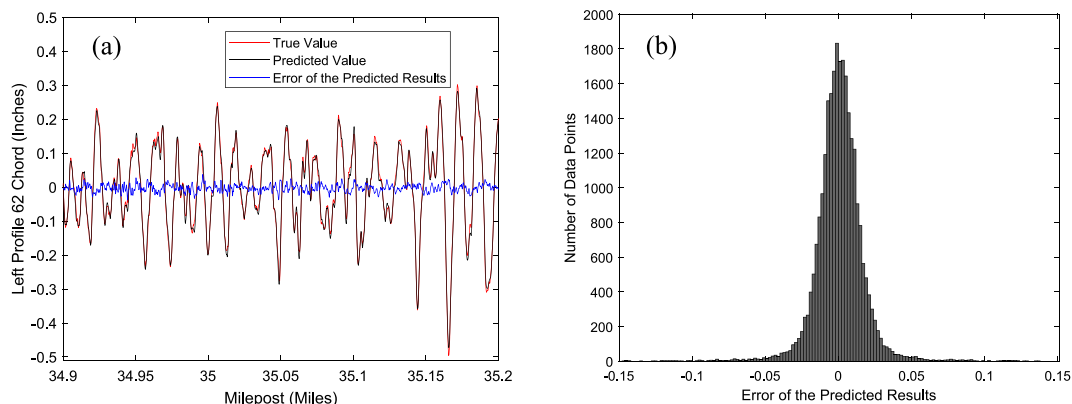 (a)
True Value
Predicted Value
Error of the Predicted Results
Left Profile 62 Chord (Inches)
0.5
0.4
0.3
0.2
0.1
0
-0.1
-0.2
-0.3
-0.4
-0.5
34.9 34.95 35 35.05 35.1 35.15 35.2
Milepost (Miles)
(b)
Number of Data Points
2000
1800
1600
1400
1200
1000
800
600
400
200
0
-0.15 -0.1 -0.05 0 0.05 0.1 0.15
Error of the Predicted Results